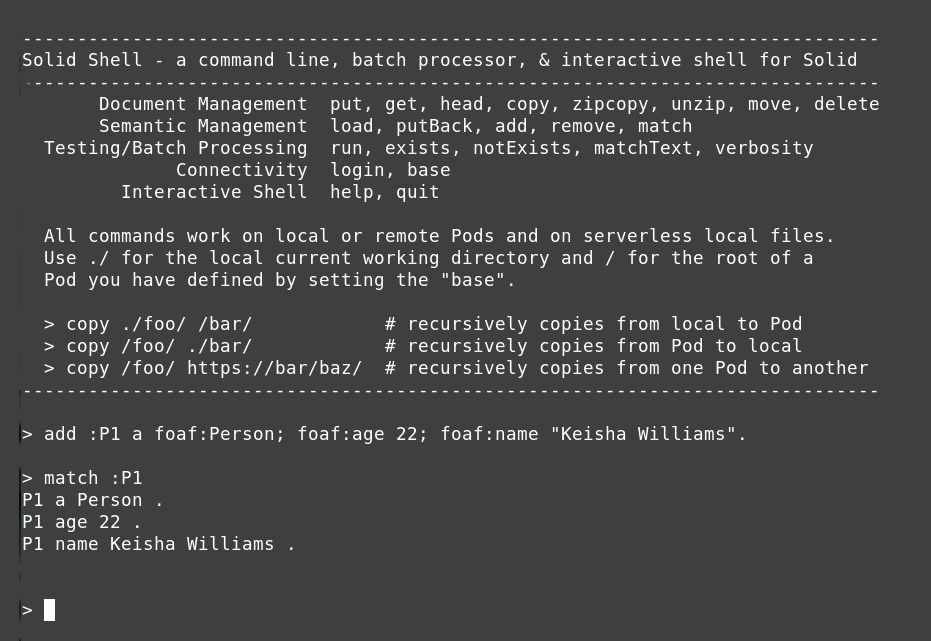 -------------------------------------------------------------------------------
Solid Shell - a command line, batch processor, & interactive shell for Solid
-------------------------------------------------------------------------------
       Document Management  put, get, head, copy, zipcopy, unzip, move, delete
       Semantic Management  load, putBack, add, remove, match
  Testing/Batch Processing  run, exists, notExists, matchText, verbosity
              Connectivity  login, base
         Interactive Shell  help, quit

  All commands work on local or remote Pods and on serverless local files.
  Use ./ for the local current working directory and / for the root of a
  Pod you have defined by setting the "base".

  > copy ./foo/ /bar/            # recursively copies from local to Pod
  > copy /foo/ ./bar/            # recursively copies from Pod to local
  > copy /foo/ https://bar/baz/  # recursively copies from one Pod to another
-------------------------------------------------------------------------------

> add :P1 a foaf:Person; foaf:age 22; foaf:name "Keisha Williams".

> match :P1
P1 a Person .
P1 age 22 .
P1 name Keisha Williams .

>